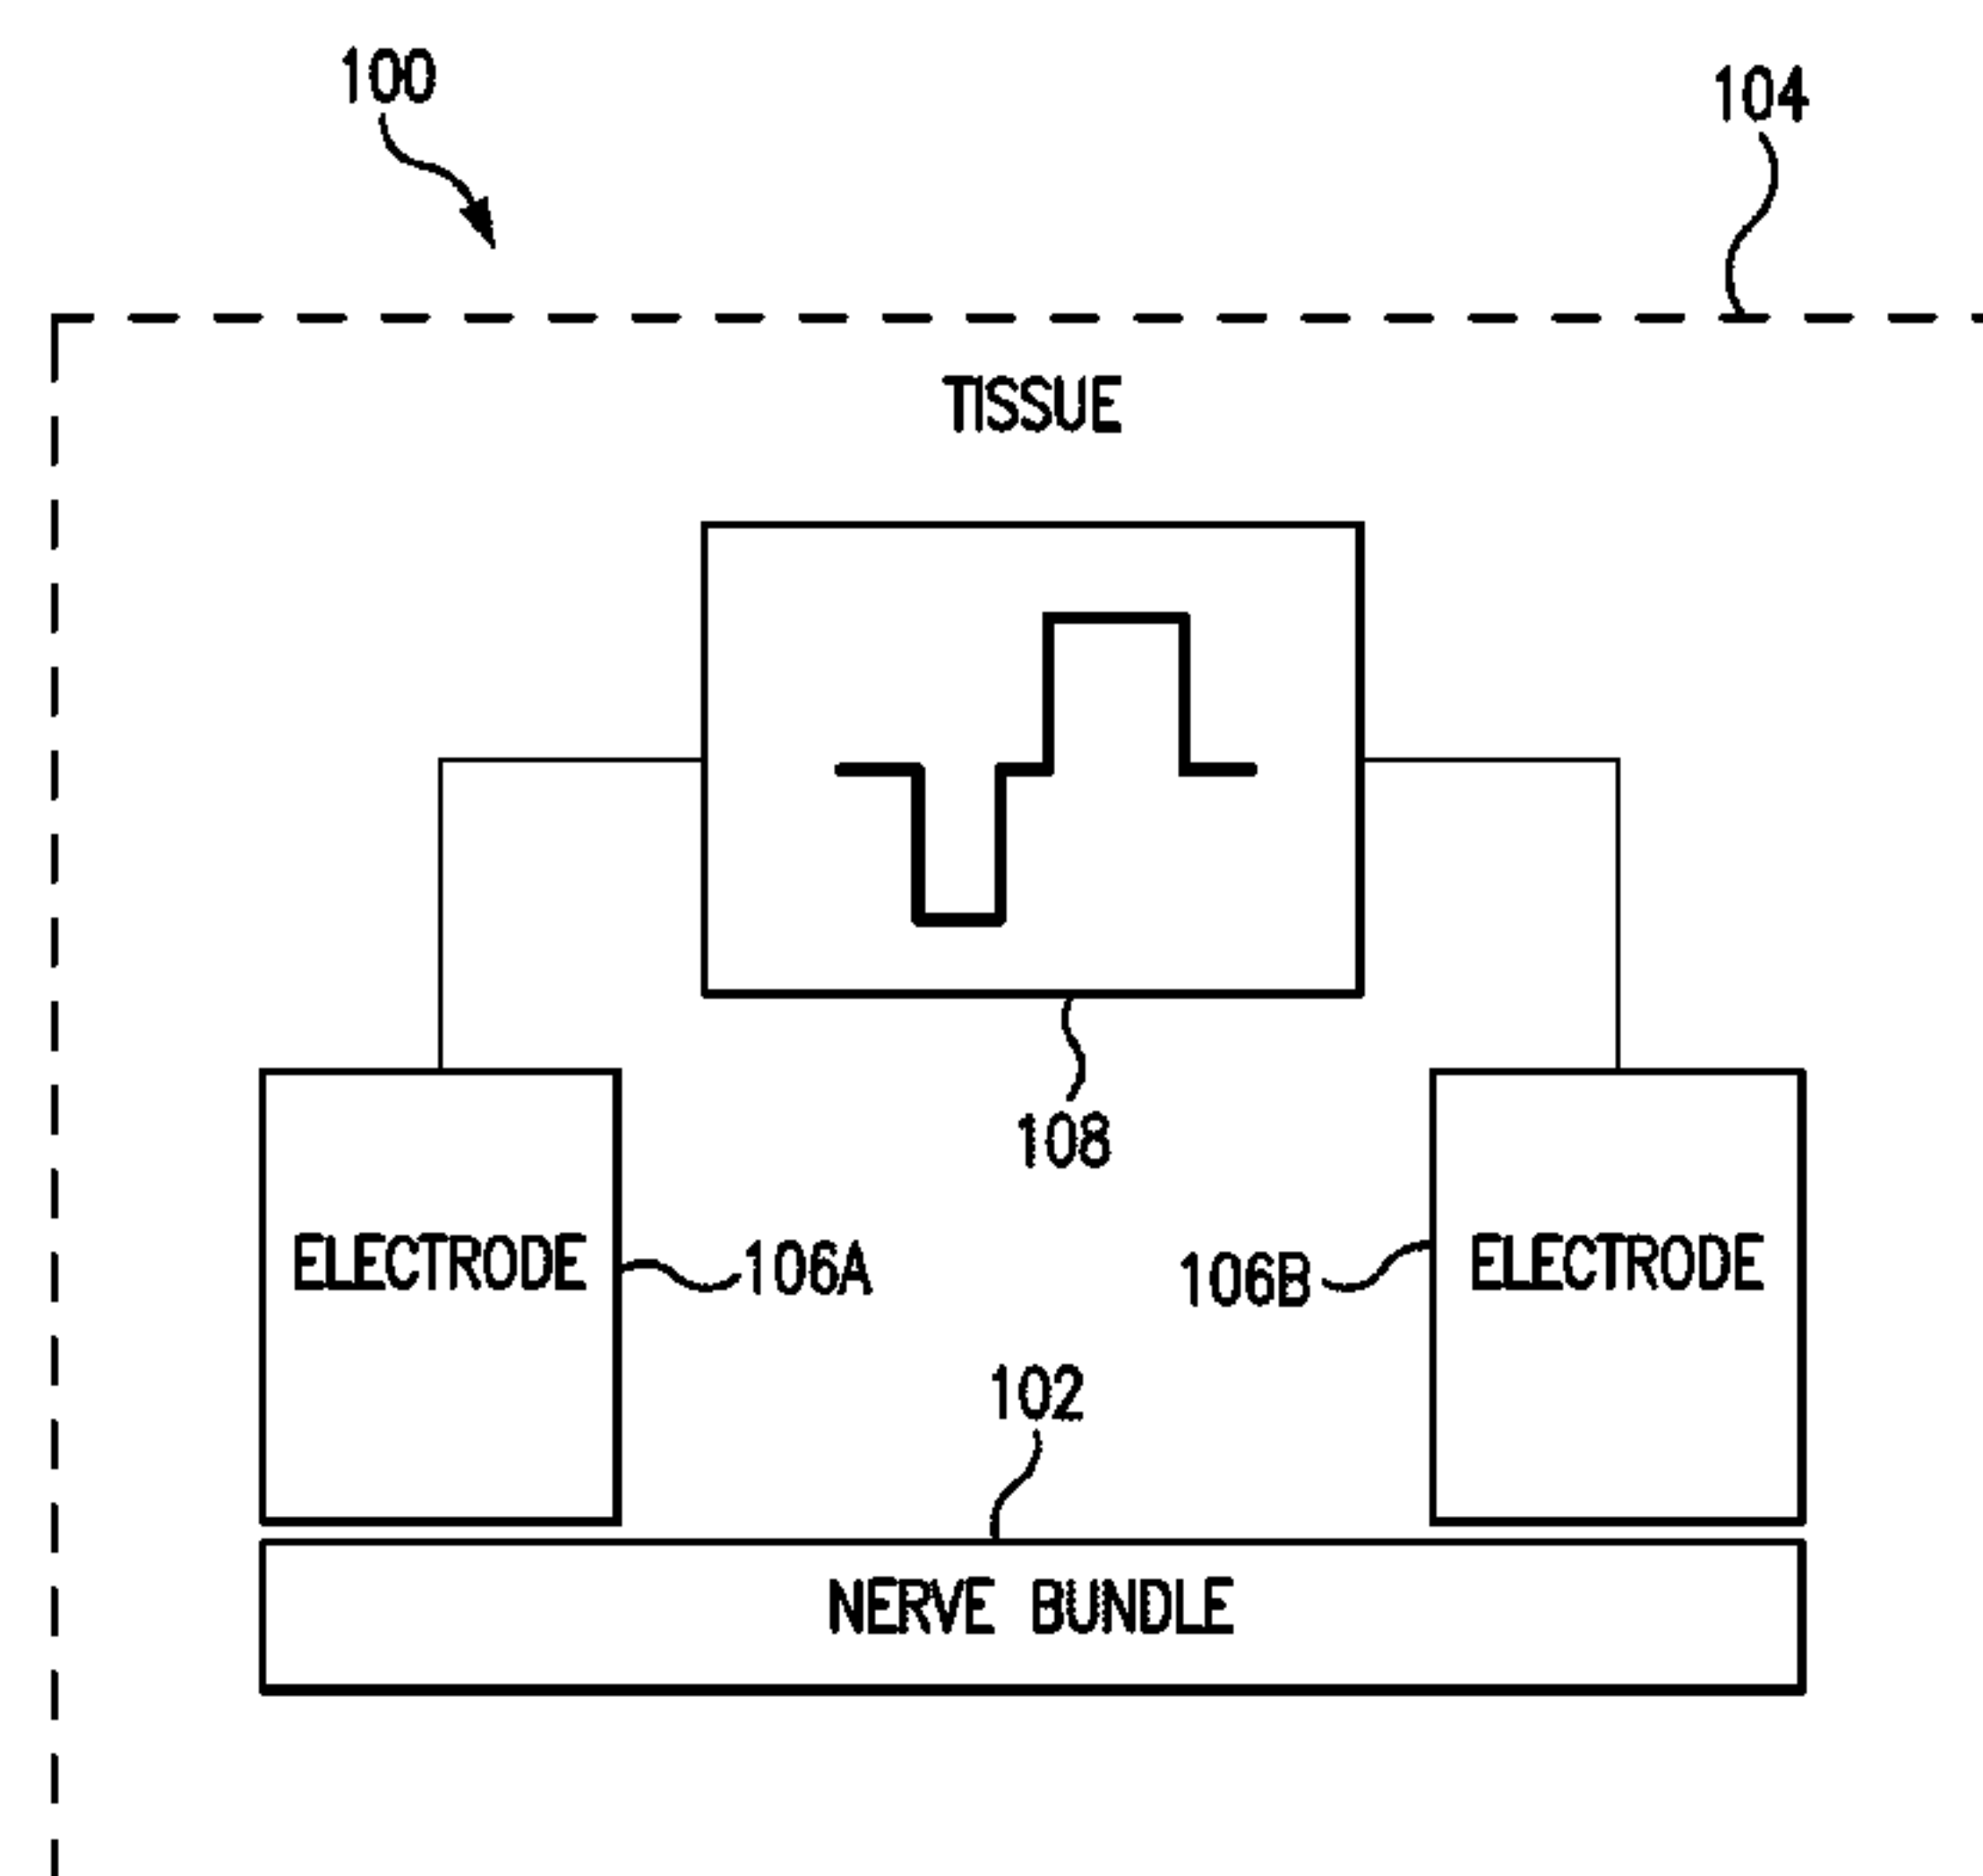 100
104
TISSUE
108
ELECTRODE
106A
106B
ELECTRODE
102
NERVE BUNDLE